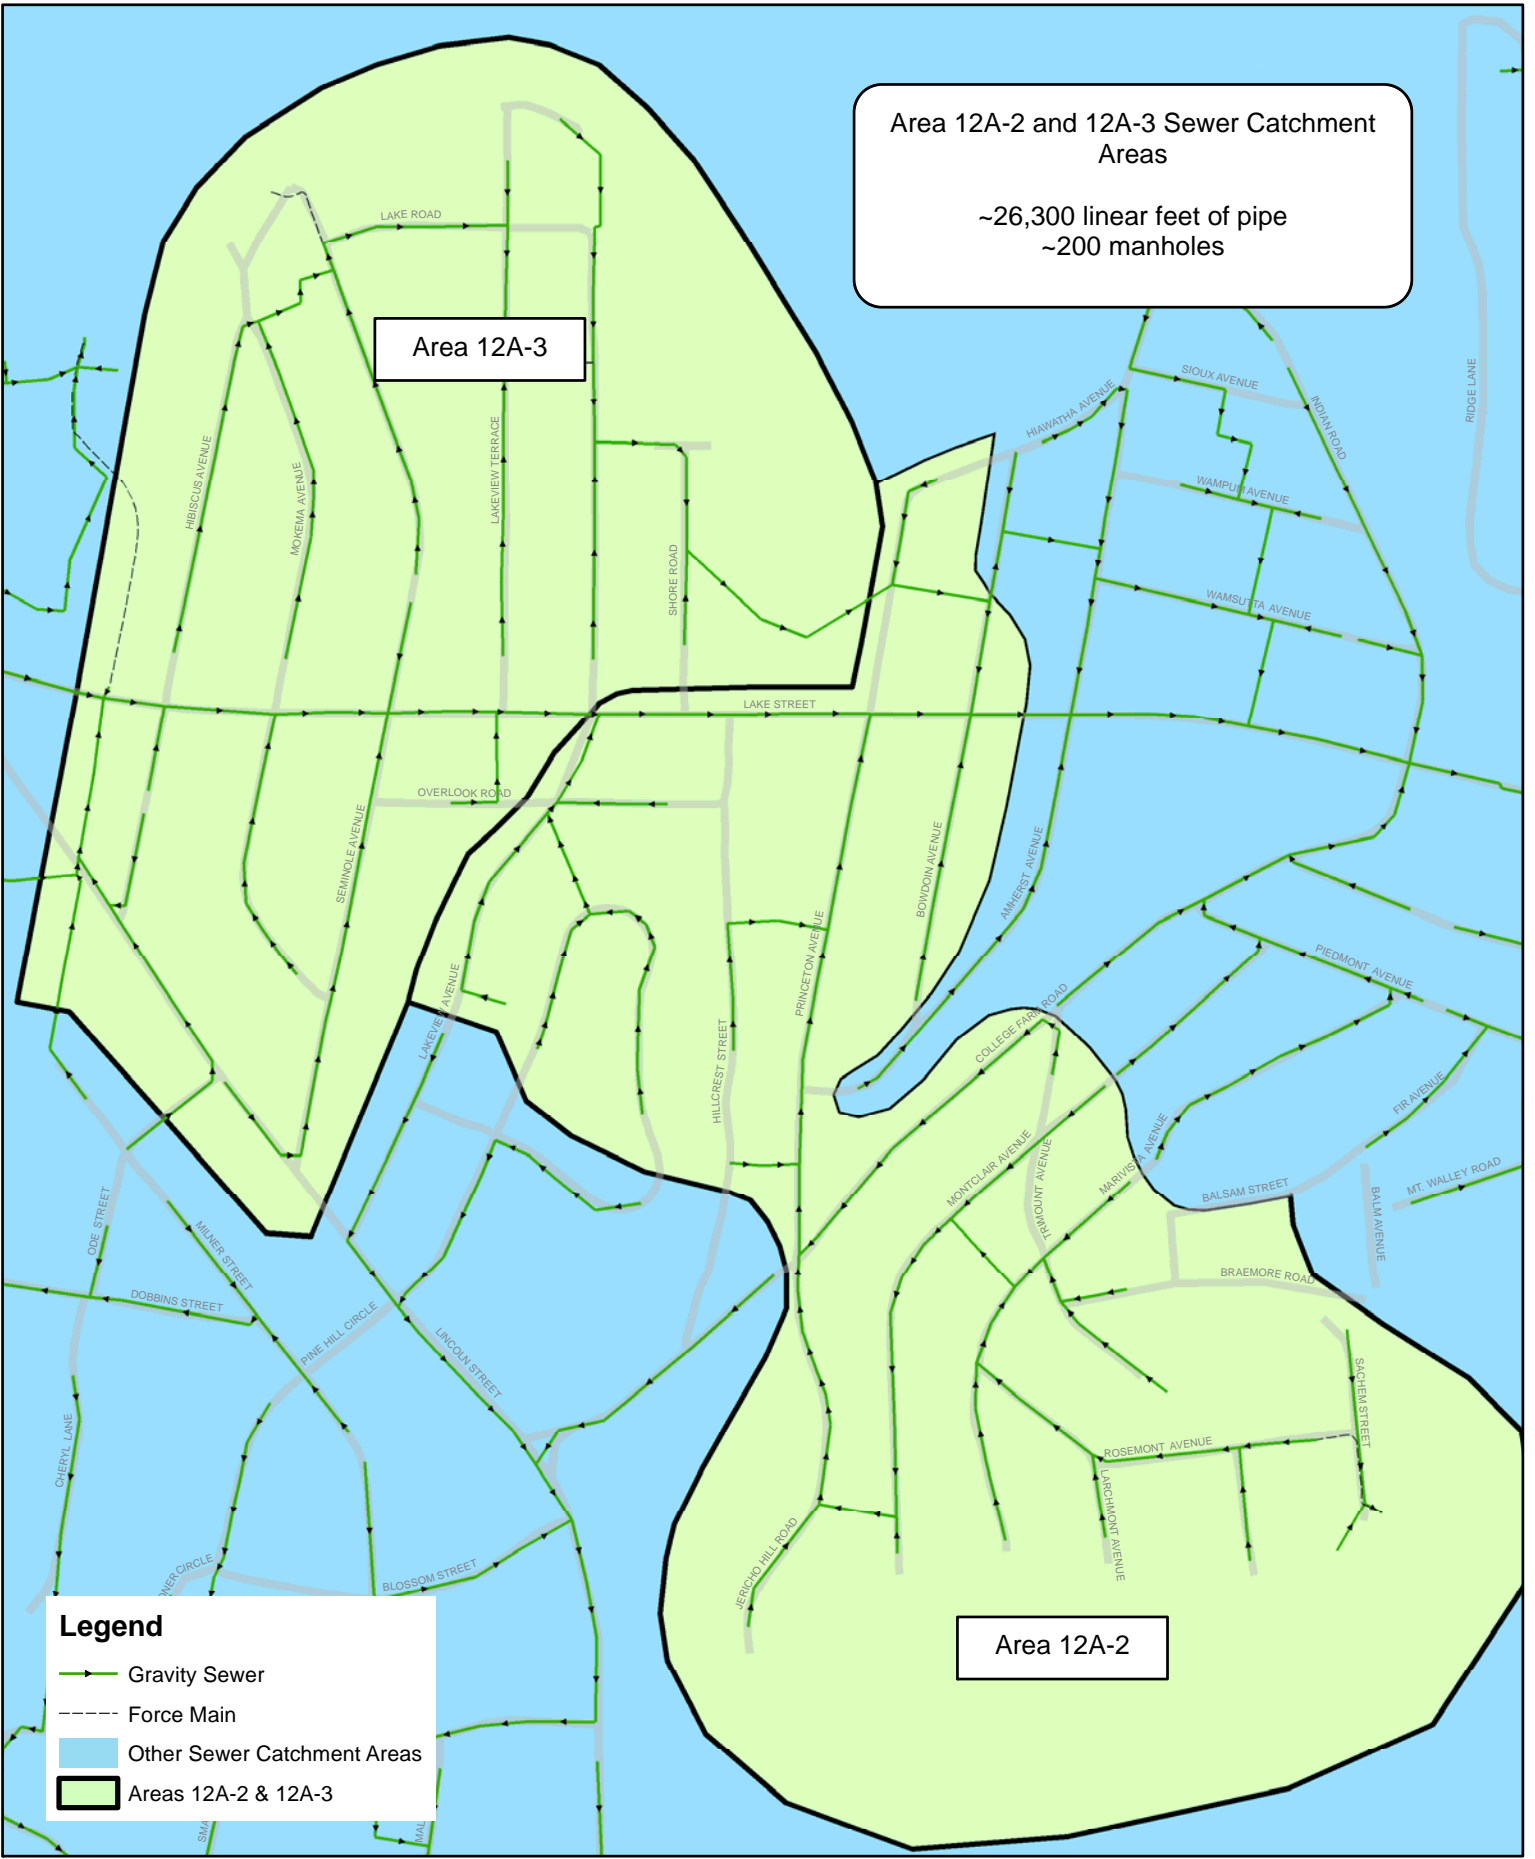 Area 12A-2 and 12A-3 Sewer Catchment
Areas
~26,300 linear feet of pipe
~200 manholes
LAKE ROAD
Area 12A-3
SIOUX AVENUE
HIAWATHA AVENUE
INDIAN ROAD
RIDGE LANE
HIBISCUS AVENUE
MOKEMA AVENUE
LAKEVIEW TERRACE
WAMPUM AVENUE
SHORE ROAD
WAMSUTTA AVENUE
LAKE STREET
OVERLOOK ROAD
SEMINOLE AVENUE
BOWDOIN AVENUE
AMHERST AVENUE
PRINCETON AVENUE
PIEDMONT AVENUE
LAKEVIEW AVENUE
COLLEGE FARM ROAD
HILLCREST STREET
FIR AVENUE
MONTCLAIR AVENUE
TRIMOUNT AVENUE
MARIVISTA AVENUE
BALSAM STREET
BALM AVENUE
MT. WALLEY ROAD
ODE STREET
MILNER STREET
BRAEMORE ROAD
DOBBINS STREET
PINE HILL CIRCLE
LINCOLN STREET
SACHEM STREET
CHERYL LANE
ROSEMONT AVENUE
LARCHMONT AVENUE
JERICHO HILL ROAD
ONER CIRCLE
BLOSSOM STREET
Area 12A-2
Legend
Gravity Sewer
Force Main
Other Sewer Catchment Areas
Areas 12A-2 & 12A-3
SMA
MAL